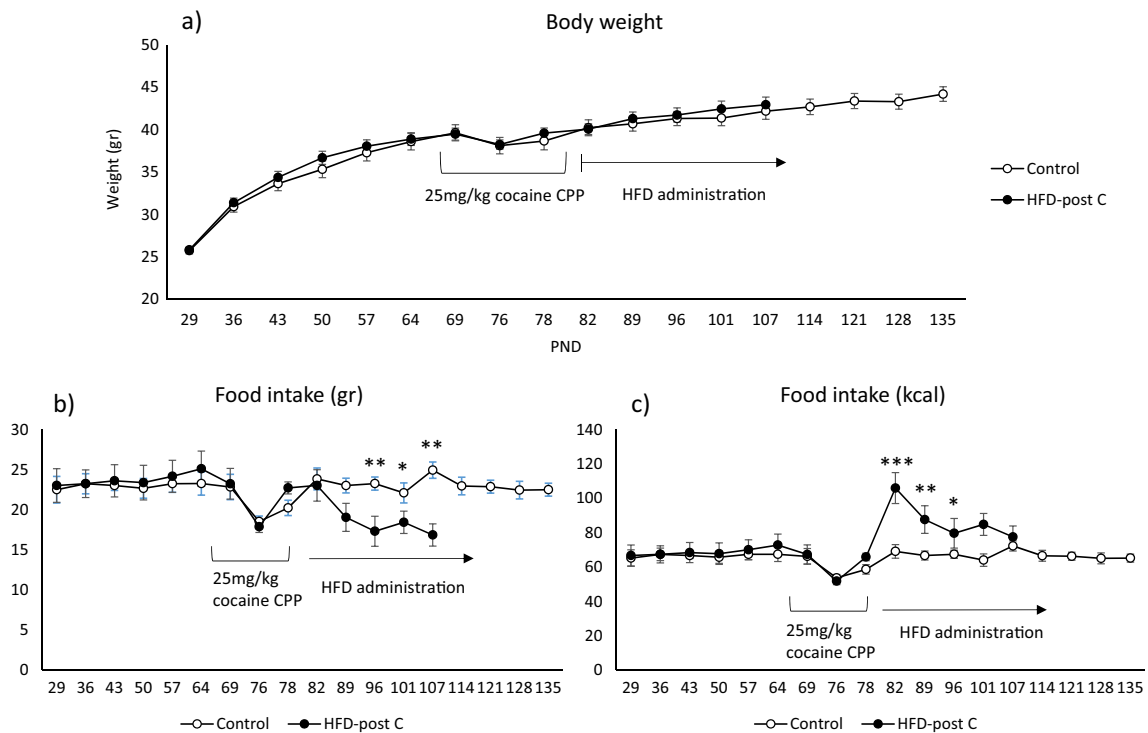 a) Body weight
50
45
40
35
30
25
20
Weight (gr)
25mg/kg cocaine CPP
HFD administration
Control
HFD-post C
29 36 43 50 57 64 69 76 78 82 89 96 101 107 114 121 128 135
PND
b) Food intake (gr)
30
25
20
15
10
5
0
** * **
25mg/kg
cocaine CPP
HFD administration
29 36 43 50 57 64 69 76 78 82 89 96 101 107 114 121 128 135
Control HFD-post C
c) Food intake (kcal)
140
120
100
80
60
40
20
0
*** ** *
25mg/kg
cocaine CPP
HFD administration
29 36 43 50 57 64 69 76 78 82 89 96 101 107 114 121 128 135
Control HFD-post C